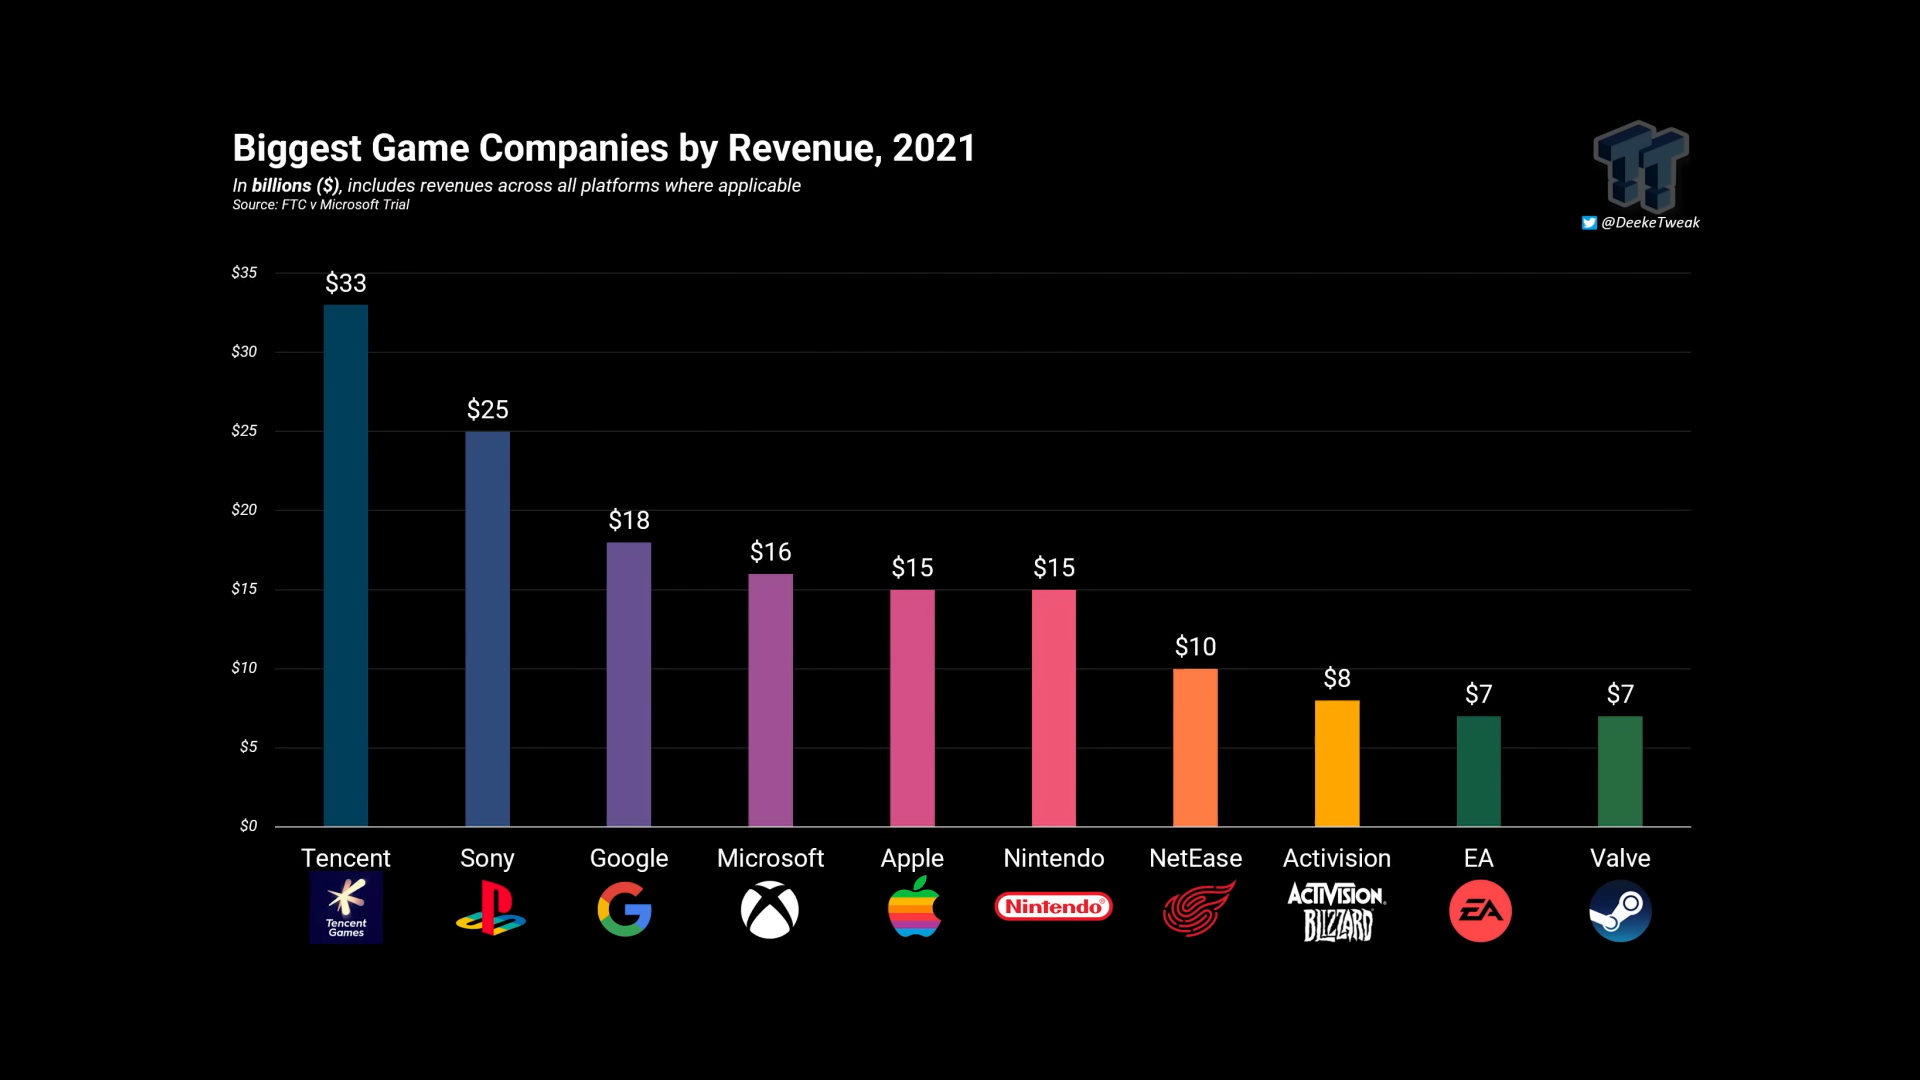 Biggest Game Companies by Revenue, 2021
In billions ($), includes revenues across all platforms where applicable
Source: FTC v Microsoft Trial
TT
@DeekeTweak
$35
$30
$25
$20
$15
$10
$5
$0
$33
$25
$18
$16
$15
$15
$10
$8
$7
$7
Tencent
Sony
Google
Microsoft
Apple
Nintendo
NetEase
Activision
EA
Valve
Tencent
Games
Nintendo®
ACTIVISION®
BLIZZARD
EA